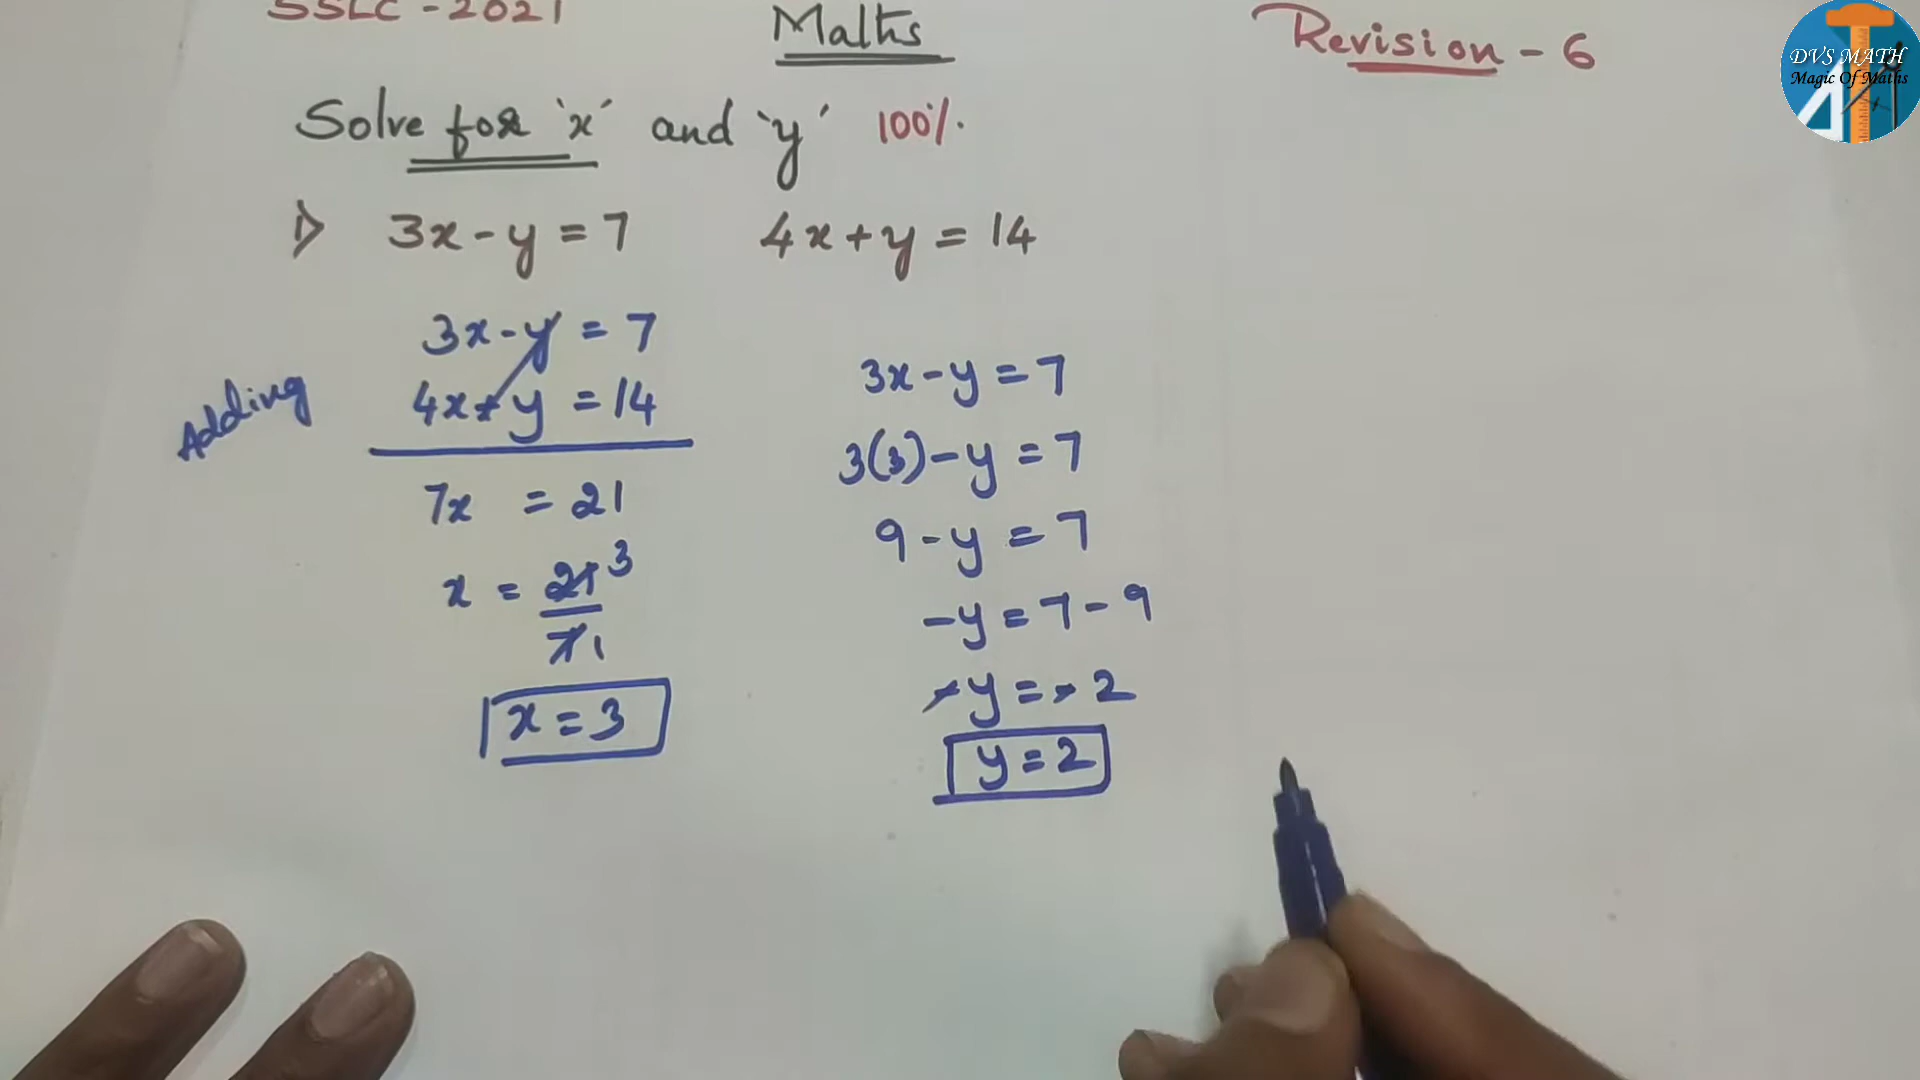 SSLC - 2021
Maths
Revision - 6
DVS MATH
Magic Of Maths
Solve for 'x' and 'y' 100%.
1) 3x - y = 7 4x + y = 14
Adding
3x - y = 7
4x + y = 14
7x = 21
x = 21/7 3 1
x = 3
3x - y = 7
3(3) - y = 7
9 - y = 7
-y = 7 - 9
-y = -2
y = 2